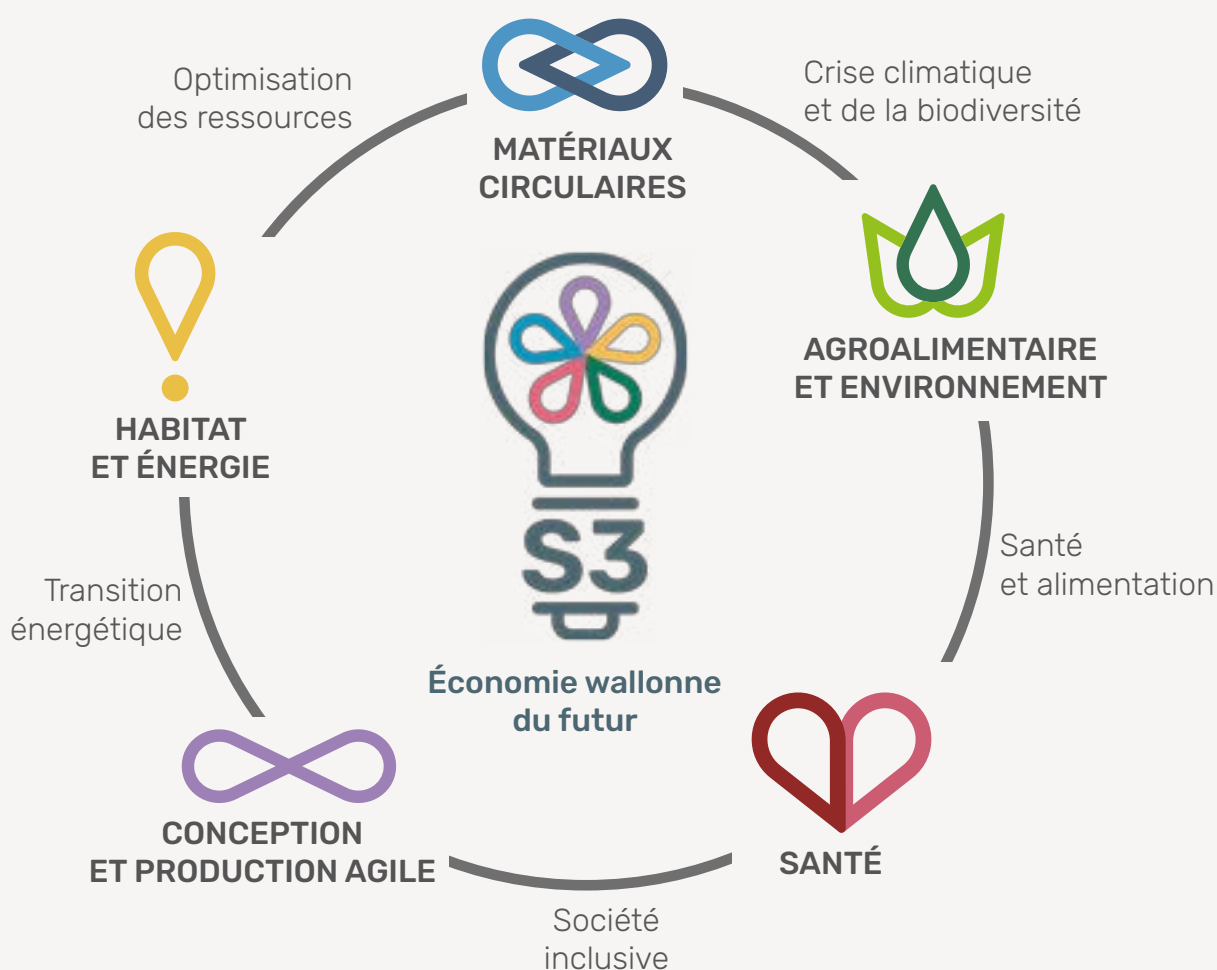 Optimisation
des ressources
MATÉRIAUX
CIRCULAIRES
Crise climatique
et de la biodiversité
HABITAT
ET ÉNERGIE
AGROALIMENTAIRE
ET ENVIRONNEMENT
S3
Économie wallonne
du futur
Transition
énergétique
Santé
et alimentation
CONCEPTION
ET PRODUCTION AGILE
SANTÉ
Société
inclusive